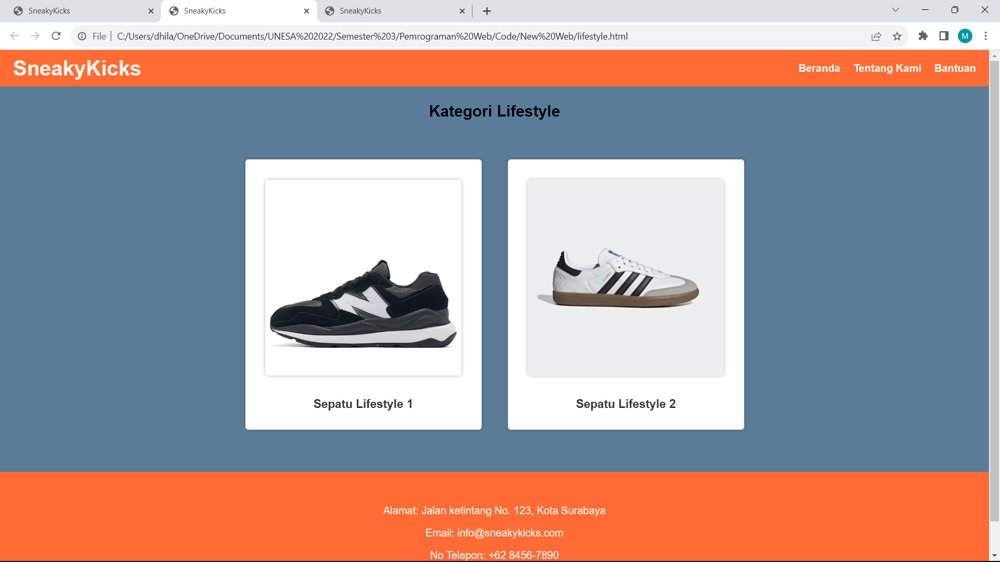 SneakyKicks
SneakyKicks
SneakyKicks
File
C:/Users/dhila/OneDrive/Documents/UNESA%202022/Semester%203/Pemrograman%20Web/Code/New%20Web/lifestyle.html
M
SneakyKicks
Beranda
Tentang Kami
Bantuan
Kategori Lifestyle
N
SAMBA
Sepatu Lifestyle 1
Sepatu Lifestyle 2
Alamat: Jalan ketintang No. 123, Kota Surabaya
Email: info@sneakykicks.com
No Telepon: +62 8456-7890